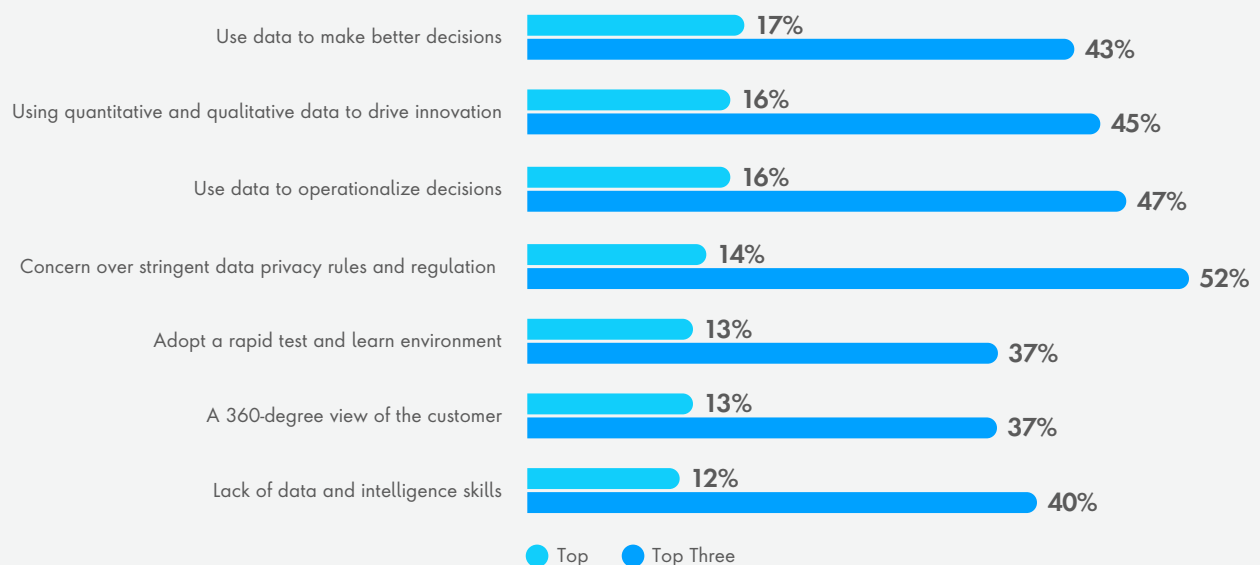 Use data to make better decisions
17%
43%
Using quantitative and qualitative data to drive innovation
16%
45%
Use data to operationalize decisions
16%
47%
Concern over stringent data privacy rules and regulation
14%
52%
Adopt a rapid test and learn environment
13%
37%
A 360-degree view of the customer
13%
37%
Lack of data and intelligence skills
12%
40%
Top
Top Three